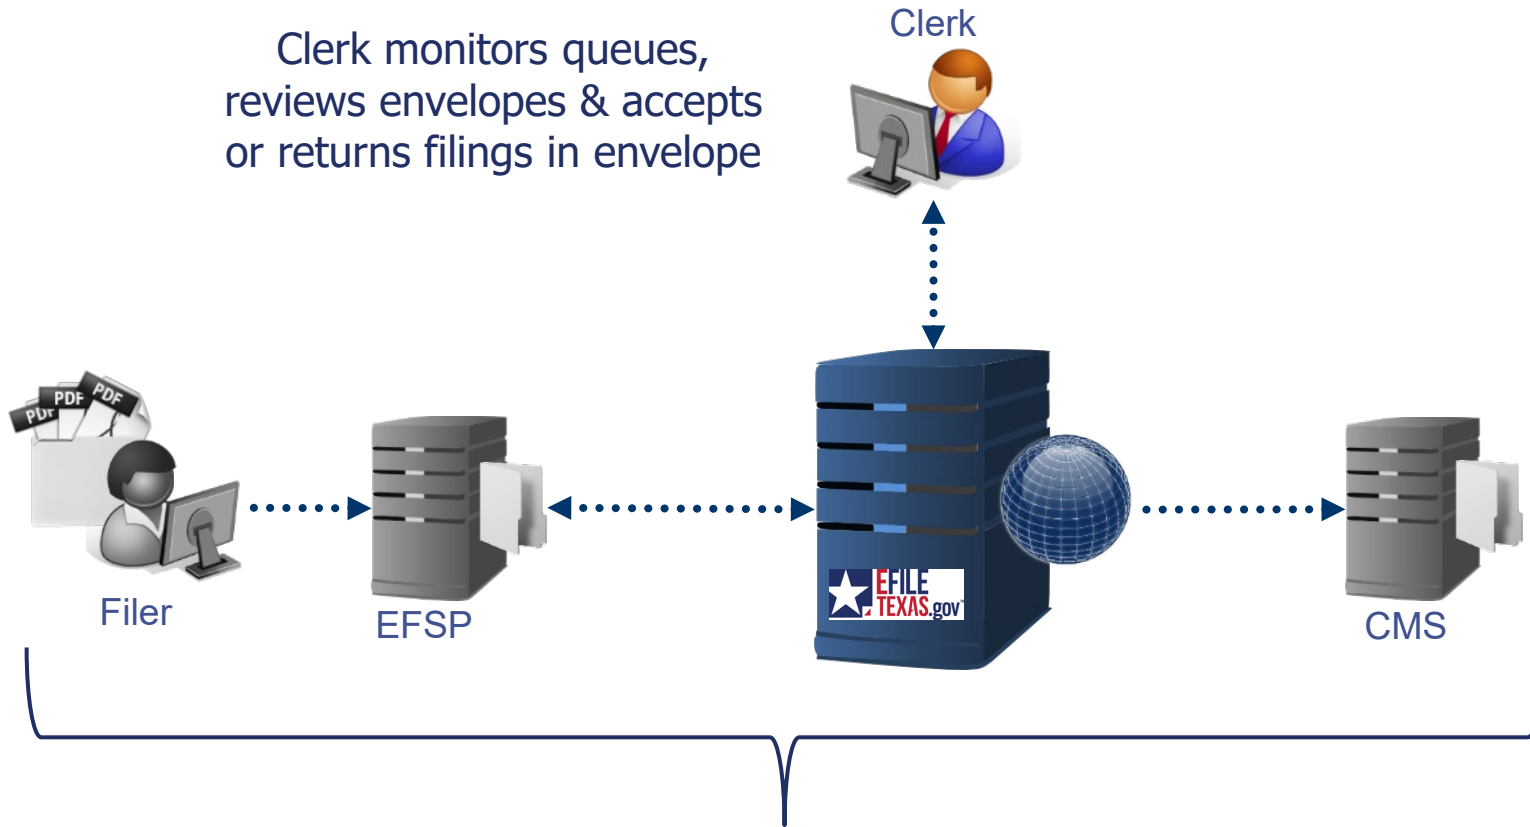 Clerk
Clerk monitors queues,
reviews envelopes & accepts
or returns filings in envelope
PDF
PDF
PDF
EFILE
TEXAS.gov
Filer
EFSP
CMS